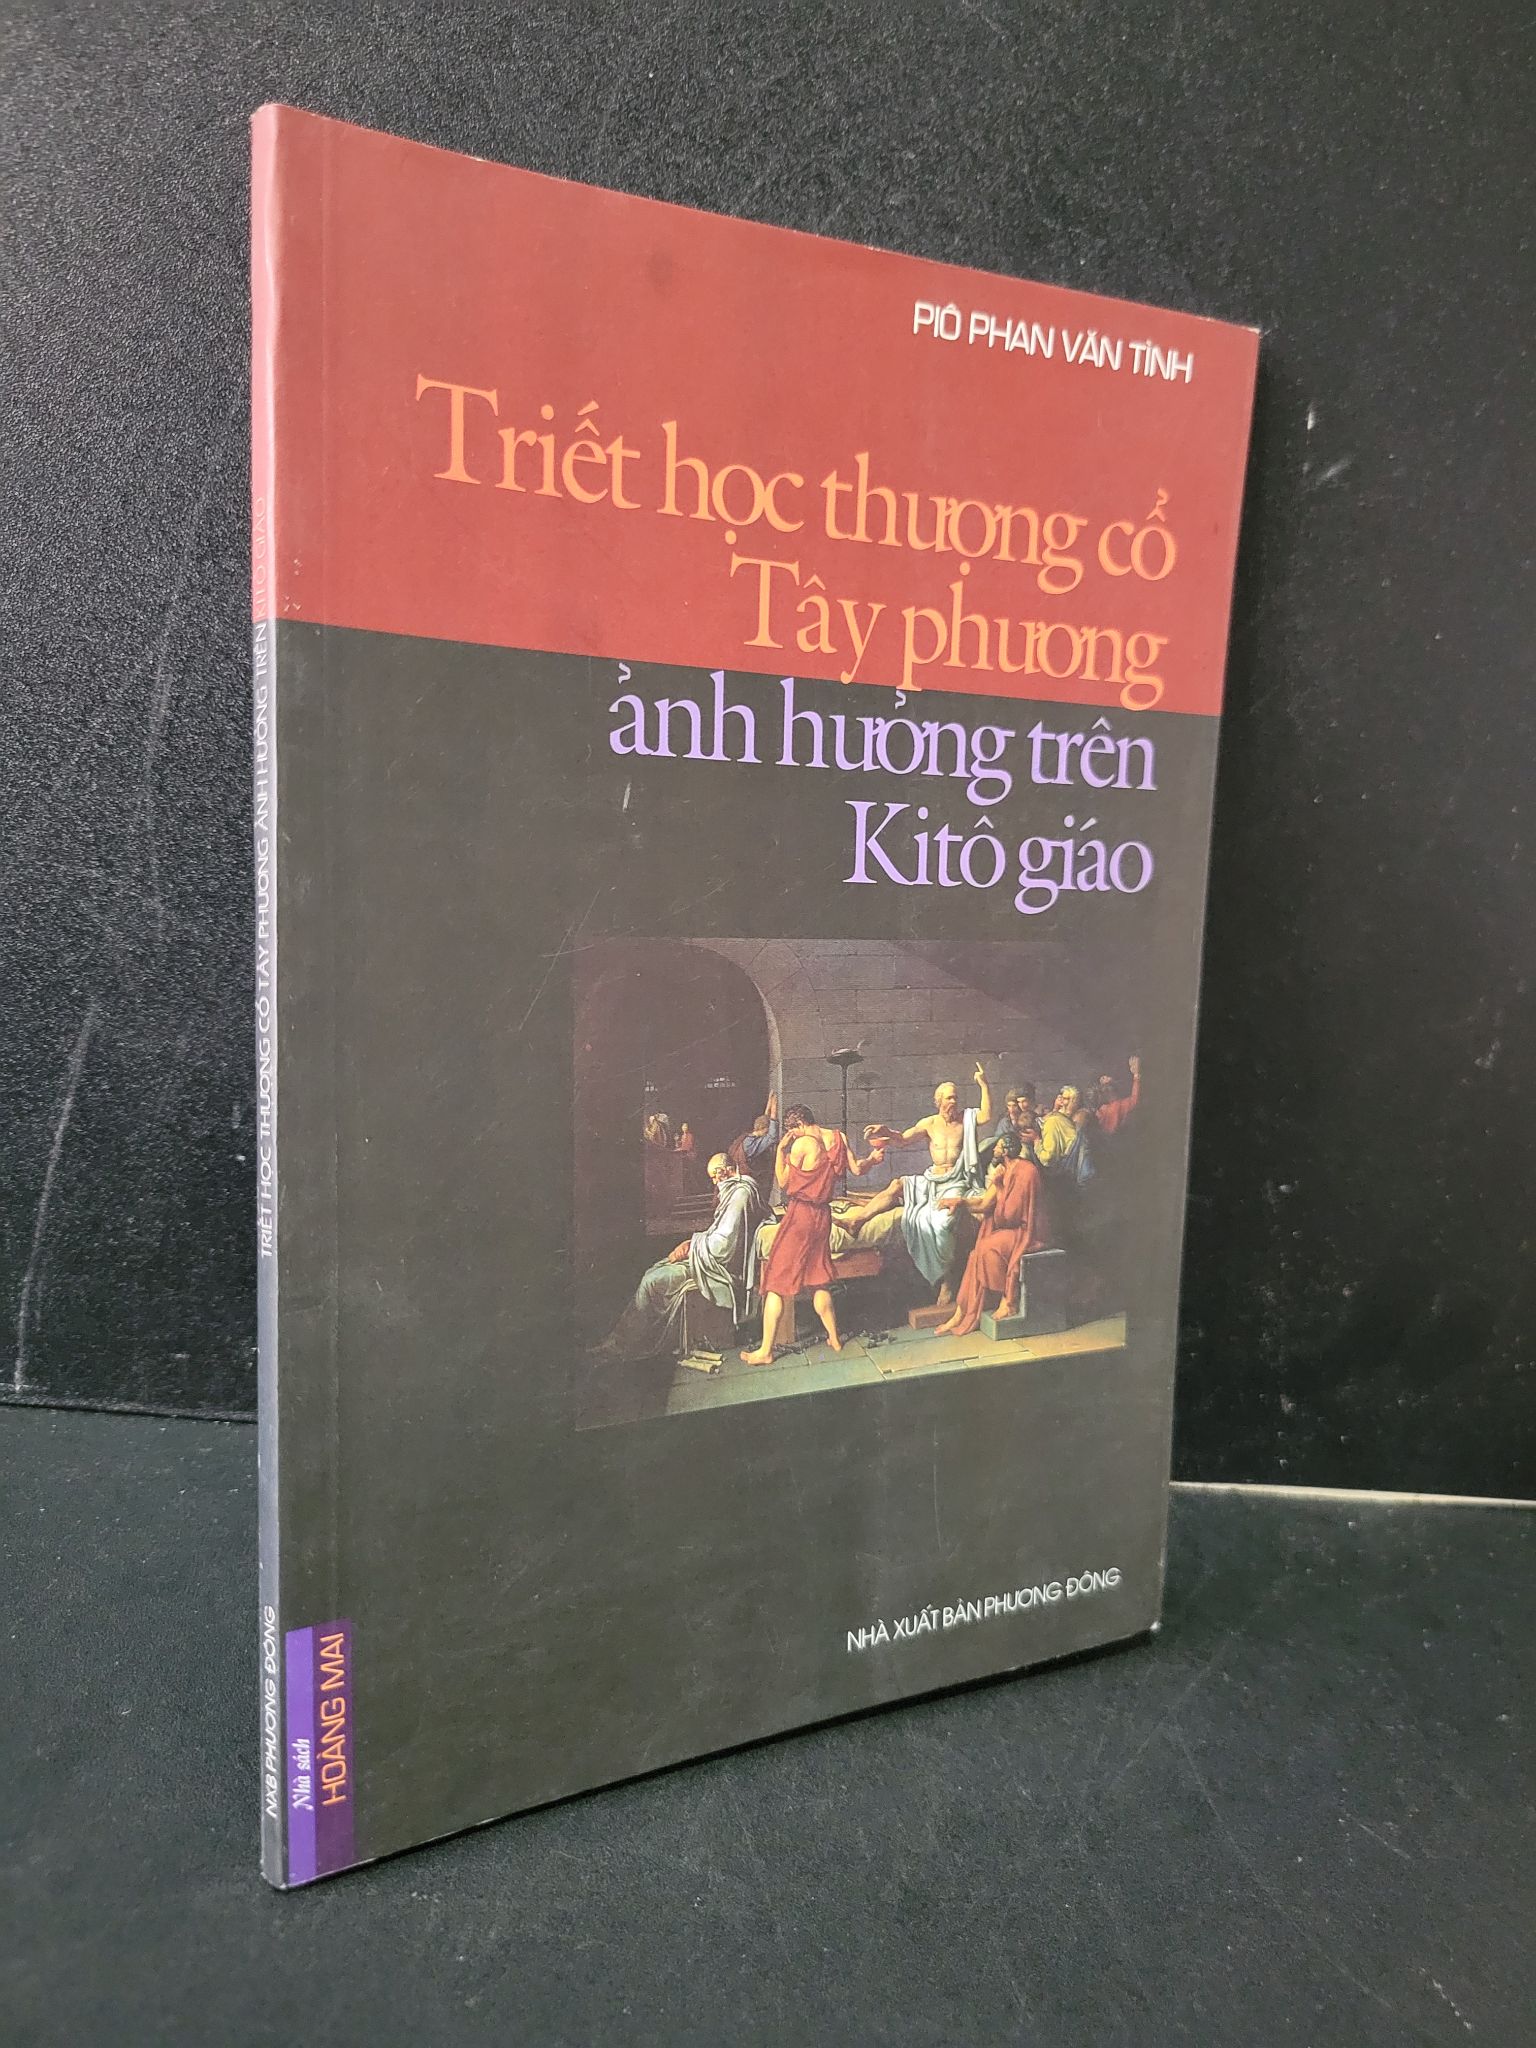 PIÔ PHAN VĂN TÌNH
Triết học thượng cổ
Tây phương
ảnh hưởng trên
Kitô giáo
NHÀ XUẤT BẢN PHƯƠNG ĐÔNG
Nhà sách
HOÀNG MAI
TRIẾT HỌC THƯỢNG CỔ TÂY PHƯƠNG ẢNH HƯỞNG TRÊN KITÔ GIÁO
NXB PHƯƠNG ĐÔNG